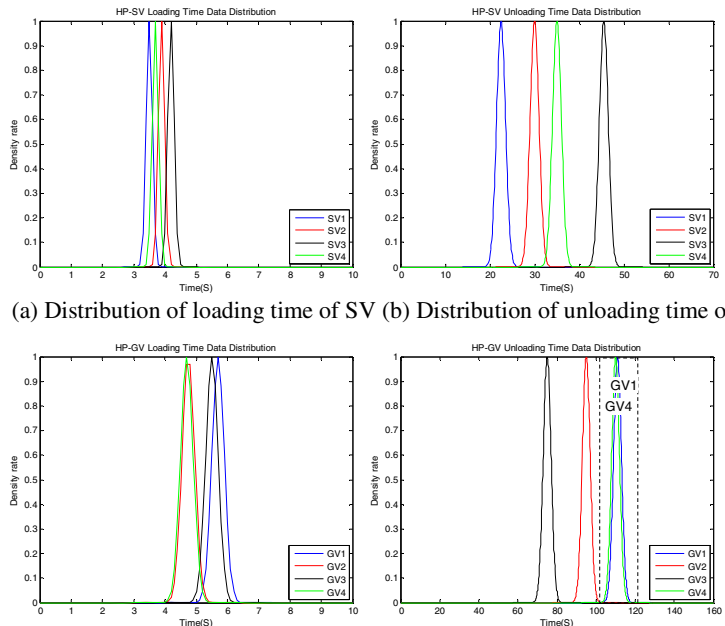 HP-SV Loading Time Data Distribution
1
0.9
0.8
0.7
0.6
0.5
0.4
0.3
0.2
0.1
0
Density rate
SV1
SV2
SV3
SV4
0 1 2 3 4 5 6 7 8 9 10
Time(S)
HP-SV Unloading Time Data Distribution
1
0.9
0.8
0.7
0.6
0.5
0.4
0.3
0.2
0.1
0
Density rate
SV1
SV2
SV3
SV4
0 10 20 30 40 50 60 70
Time(S)
(a) Distribution of loading time of SV (b) Distribution of unloading time o
HP-GV Loading Time Data Distribution
1
0.9
0.8
0.7
0.6
0.5
0.4
0.3
0.2
0.1
0
Density rate
GV1
GV2
GV3
GV4
0 1 2 3 4 5 6 7 8 9 10
Time(S)
HP-GV Unloading Time Data Distribution
1
0.9
0.8
0.7
0.6
0.5
0.4
0.3
0.2
0.1
0
Density rate
GV1
GV4
GV1
GV2
GV3
GV4
0 20 40 60 80 100 120 140 160
Time(S)